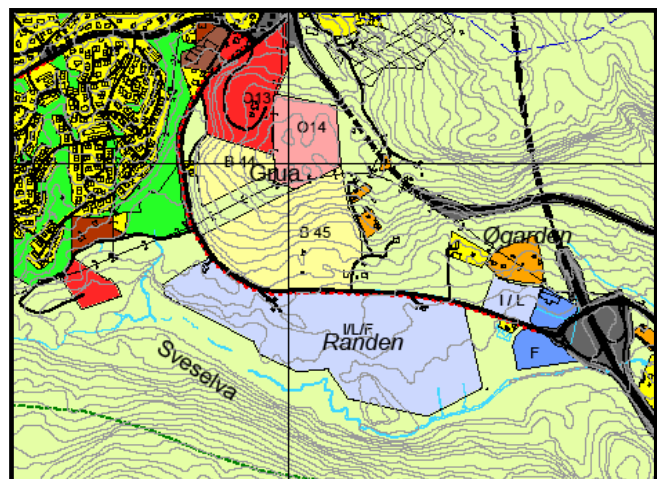 O13
O14
B 44
Grua
B 45
Øgarden
I / L
I/L/F
Randen
F
Sveselva